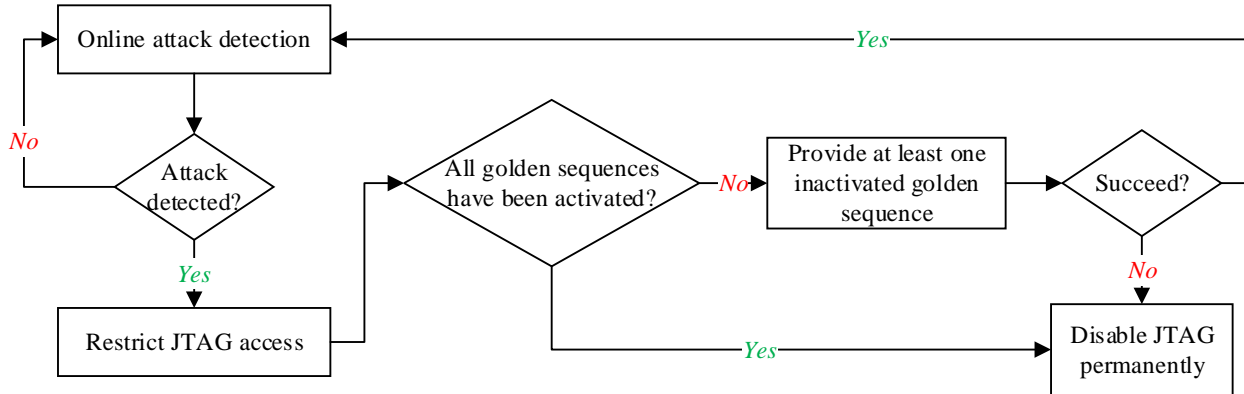 Online attack detection
Yes
No
Attack
detected?
Yes
Restrict JTAG access
All golden sequences
have been activated?
No
Provide at least one
inactivated golden
sequence
Succeed?
No
Yes
Disable JTAG
permanently